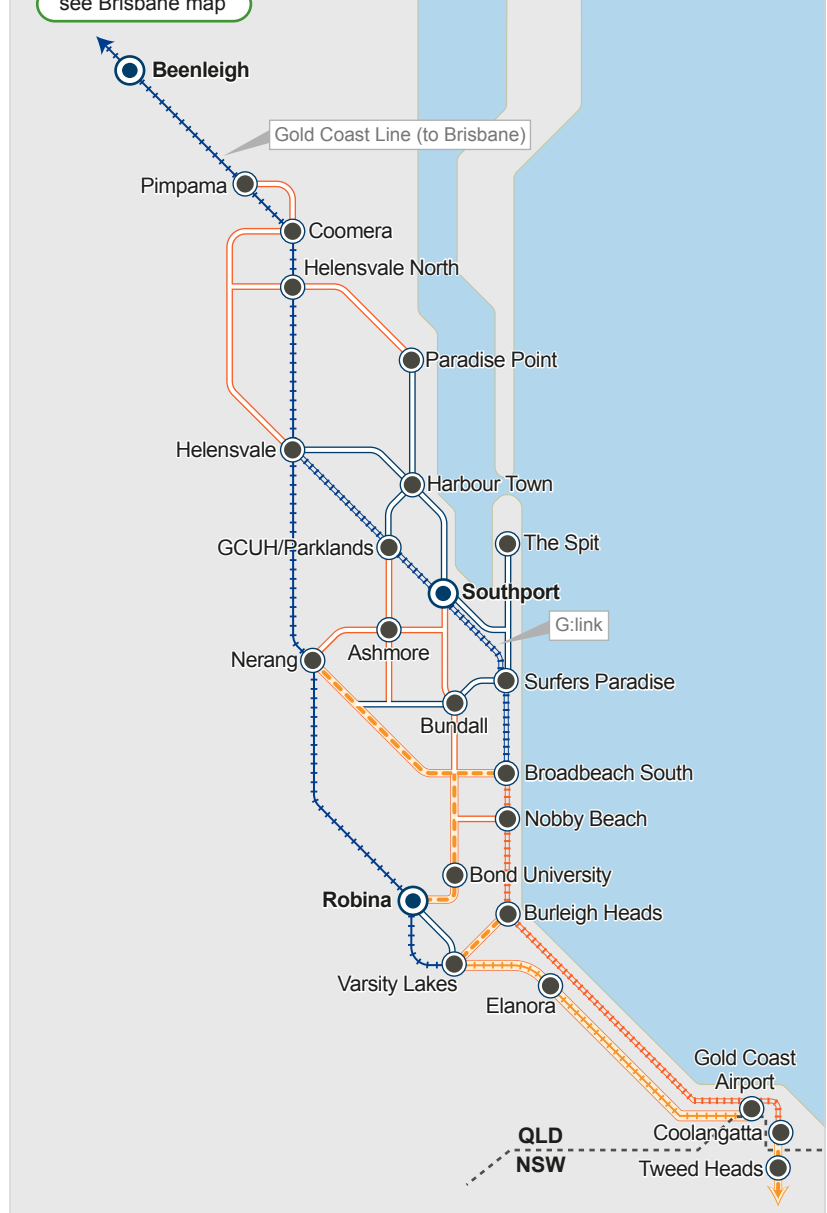 see Brisbane map
Beenleigh
Gold Coast Line (to Brisbane)
Pimpama
Coomera
Helensvale North
Paradise Point
Helensvale
Harbour Town
GCUH/Parklands
The Spit
Southport
G:link
Ashmore
Nerang
Surfers Paradise
Bundall
Broadbeach South
Nobby Beach
Bond University
Robina
Burleigh Heads
Varsity Lakes
Elanora
Gold Coast
Airport
QLD
Coolangatta
NSW
Tweed Heads